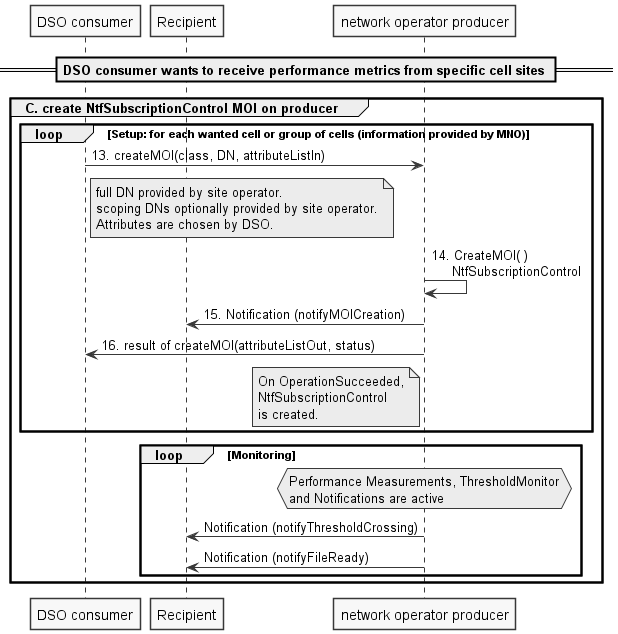 DSO consumer
Recipient
network operator producer
DSO consumer wants to receive performance metrics from specific cell sites
C. create NtfSubscriptionControl MOI on producer
loop
[Setup: for each wanted cell or group of cells (information provided by MNO)]
13. createMOI(class, DN, attributeListIn)
full DN provided by site operator.
scoping DNs optionally provided by site operator.
Attributes are chosen by DSO.
14. CreateMOI( )
NtfSubscriptionControl
15. Notification (notifyMOICreation)
16. result of createMOI(attributeListOut, status)
On OperationSucceeded,
NtfSubscriptionControl
is created.
loop
[Monitoring]
Performance Measurements, ThresholdMonitor
and Notifications are active
Notification (notifyThresholdCrossing)
Notification (notifyFileReady)
DSO consumer
Recipient
network operator producer